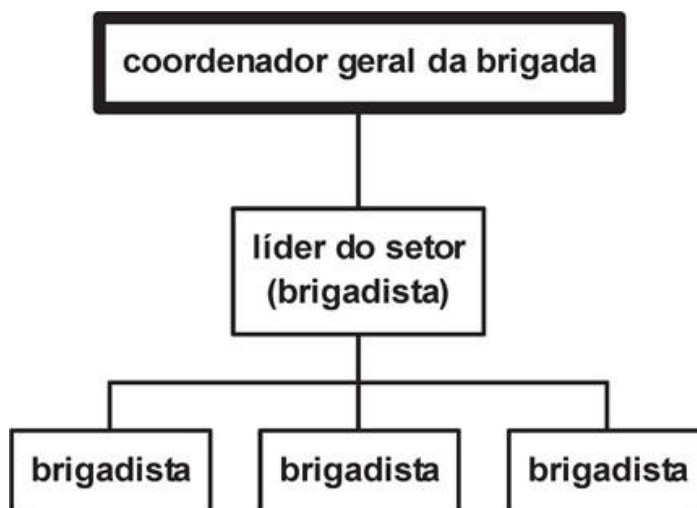 coordenador geral da brigada
líder do setor
(brigadista)
brigadista
brigadista
brigadista